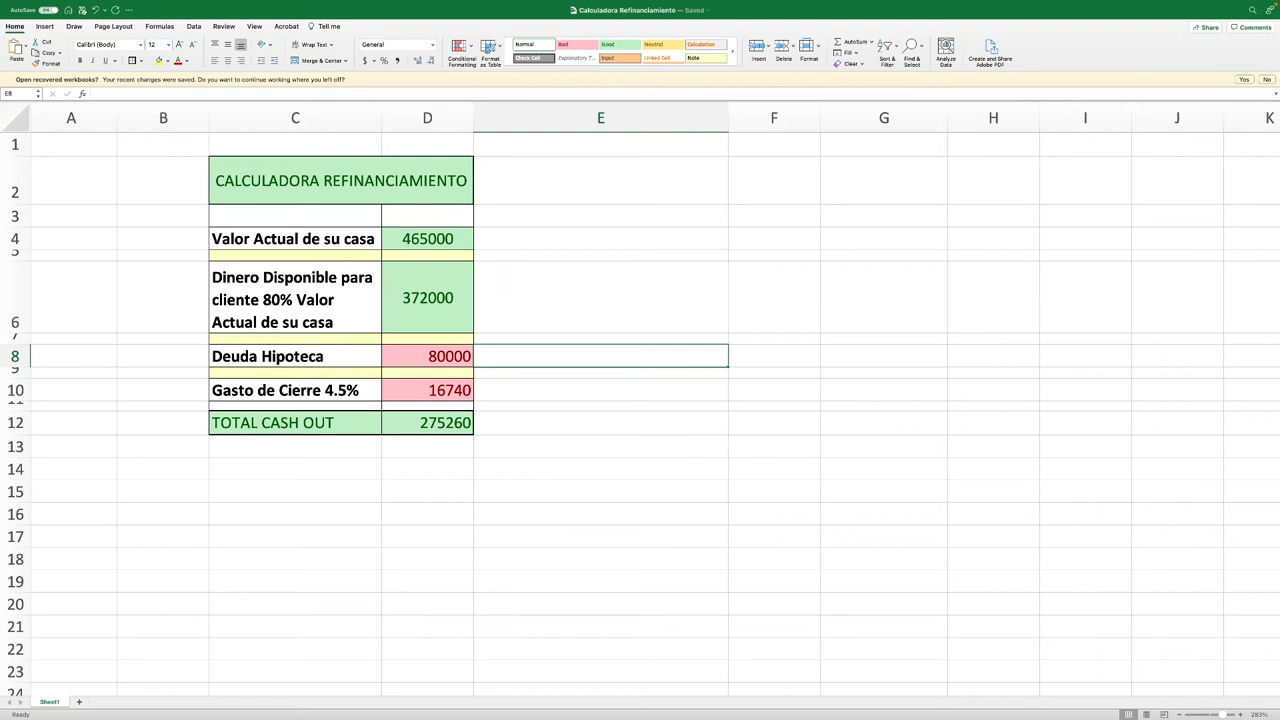 AutoSave ON
Calculadora Refinanciamiento — Saved
Home Insert Draw Page Layout Formulas Data Review View Acrobat Tell me
Share Comments
Paste
Cut
Copy
Format
Calibri (Body) 12
Wrap Text
Merge & Center
General
Conditional Formatting
Format as Table
Normal Bad Good Neutral Calculation
Check Cell Explanatory T... Input Linked Cell Note
Insert Delete Format
AutoSum
Fill
Clear
Sort & Filter
Find & Select
Analyze Data
Create and Share Adobe PDF
Open recovered workbooks? Your recent changes were saved. Do you want to continue working where you left off? Yes No
E8 fx
A B C D E F G H I J K
1
2 CALCULADORA REFINANCIAMIENTO
3
4 Valor Actual de su casa 465000
5
Dinero Disponible para
cliente 80% Valor 372000
6 Actual de su casa
7
8 Deuda Hipoteca 80000
9
10 Gasto de Cierre 4.5% 16740
11
12 TOTAL CASH OUT 275260
13
14
15
16
17
18
19
20
21
22
23
24
Sheet1
Ready 283%